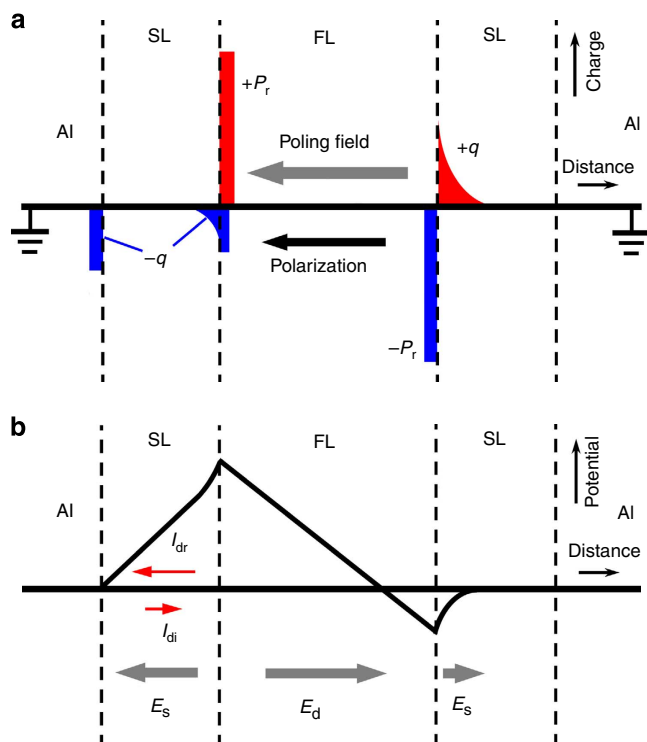 a
SL
FL
SL
Charge
+Pr
Al
Al
+q
Poling field
Distance
−q
Polarization
−Pr
b
SL
FL
SL
Potential
Al
Al
Idr
Distance
Idi
Es
Ed
Es